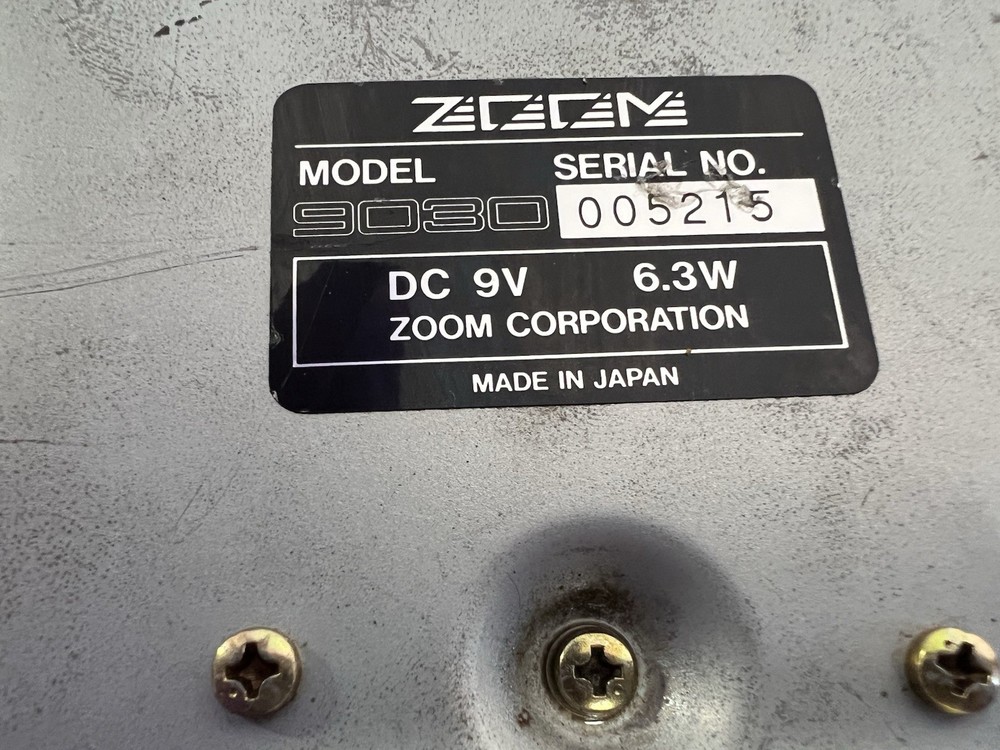 ZOOM
MODEL SERIAL NO.
9030 005215
DC 9V 6.3W
ZOOM CORPORATION
MADE IN JAPAN